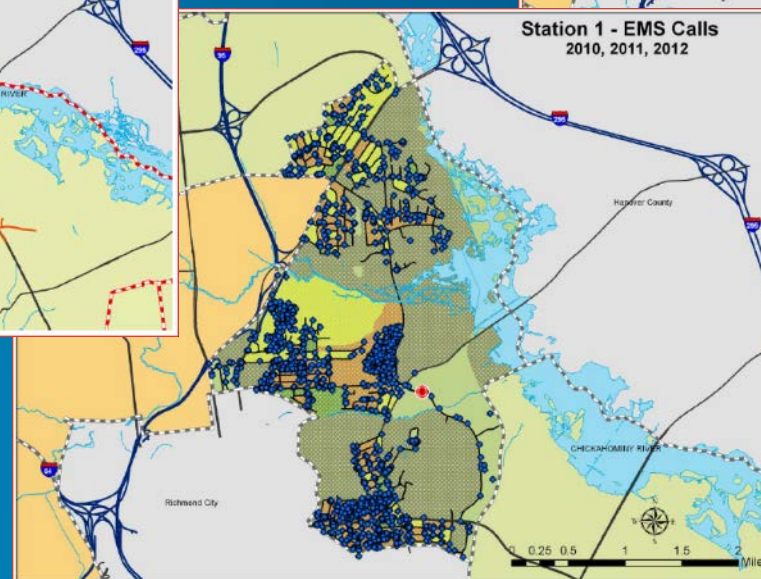 295
RIVER
Station 1 - EMS Calls
2010, 2011, 2012
95
295
Hanover County
295
CHICKAHOMINY RIVER
64
Richmond City
0 0.25 0.5 1 1.5 2
Mile